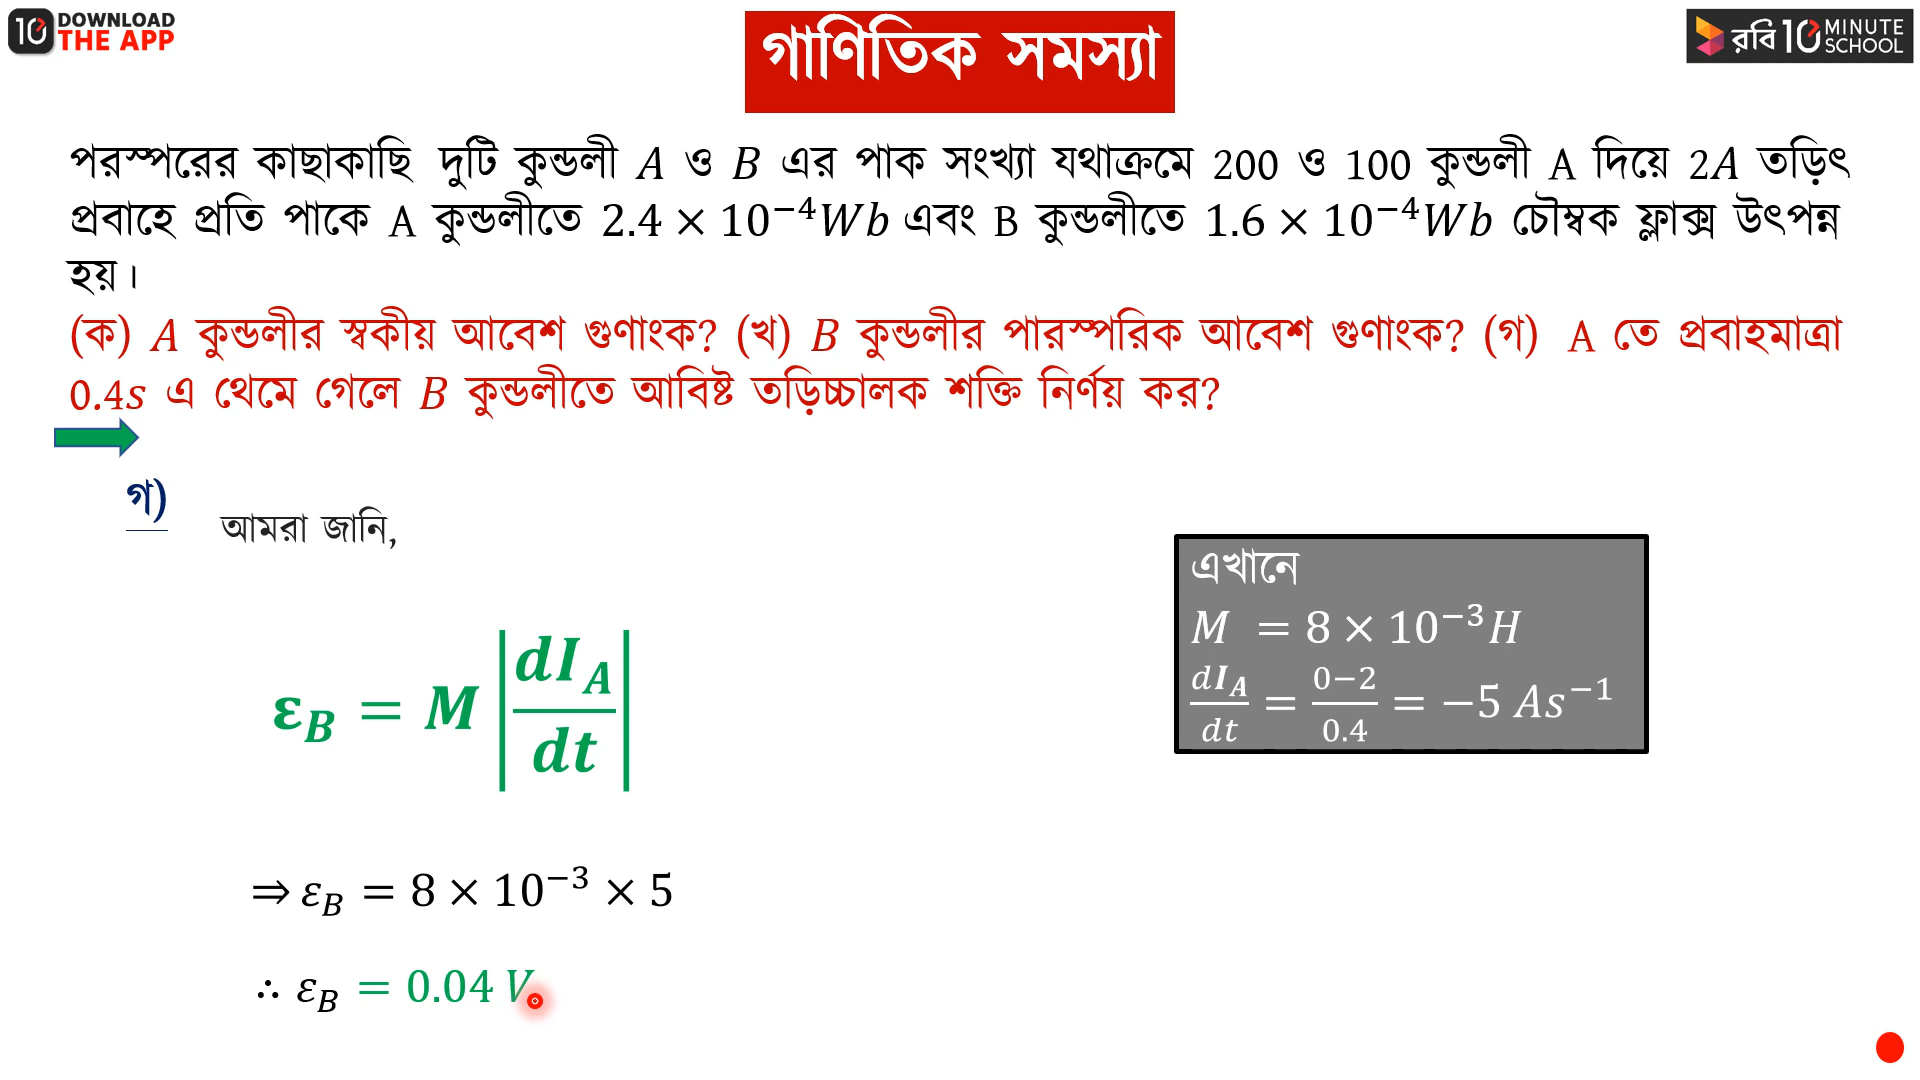 DOWNLOAD
THE APP
গাণিতিক সমস্যা
রবি 10 MINUTE SCHOOL
পরস্পরের কাছাকাছি দুটি কুন্ডলী A ও B এর পাক সংখ্যা যথাক্রমে 200 ও 100 কুন্ডলী A দিয়ে 2A তড়িৎ
প্রবাহে প্রতি পাকে A কুন্ডলীতে 2.4 × 10⁻⁴Wb এবং B কুন্ডলীতে 1.6 × 10⁻⁴Wb চৌম্বক ফ্লাক্স উৎপন্ন
হয়।
(ক) A কুন্ডলীর স্বকীয় আবেশ গুণাংক? (খ) B কুন্ডলীর পারস্পরিক আবেশ গুণাংক? (গ) A তে প্রবাহমাত্রা
0.4s এ থেমে গেলে B কুন্ডলীতে আবিষ্ট তড়িচ্চালক শক্তি নির্ণয় কর?
গ)
আমরা জানি,
ε_B = M |dI_A/dt|
⇒ ε_B = 8 × 10⁻³ × 5
∴ ε_B = 0.04 V
এখানে
M = 8 × 10⁻³H
dI_A/dt = 0−2/0.4 = −5 As⁻¹